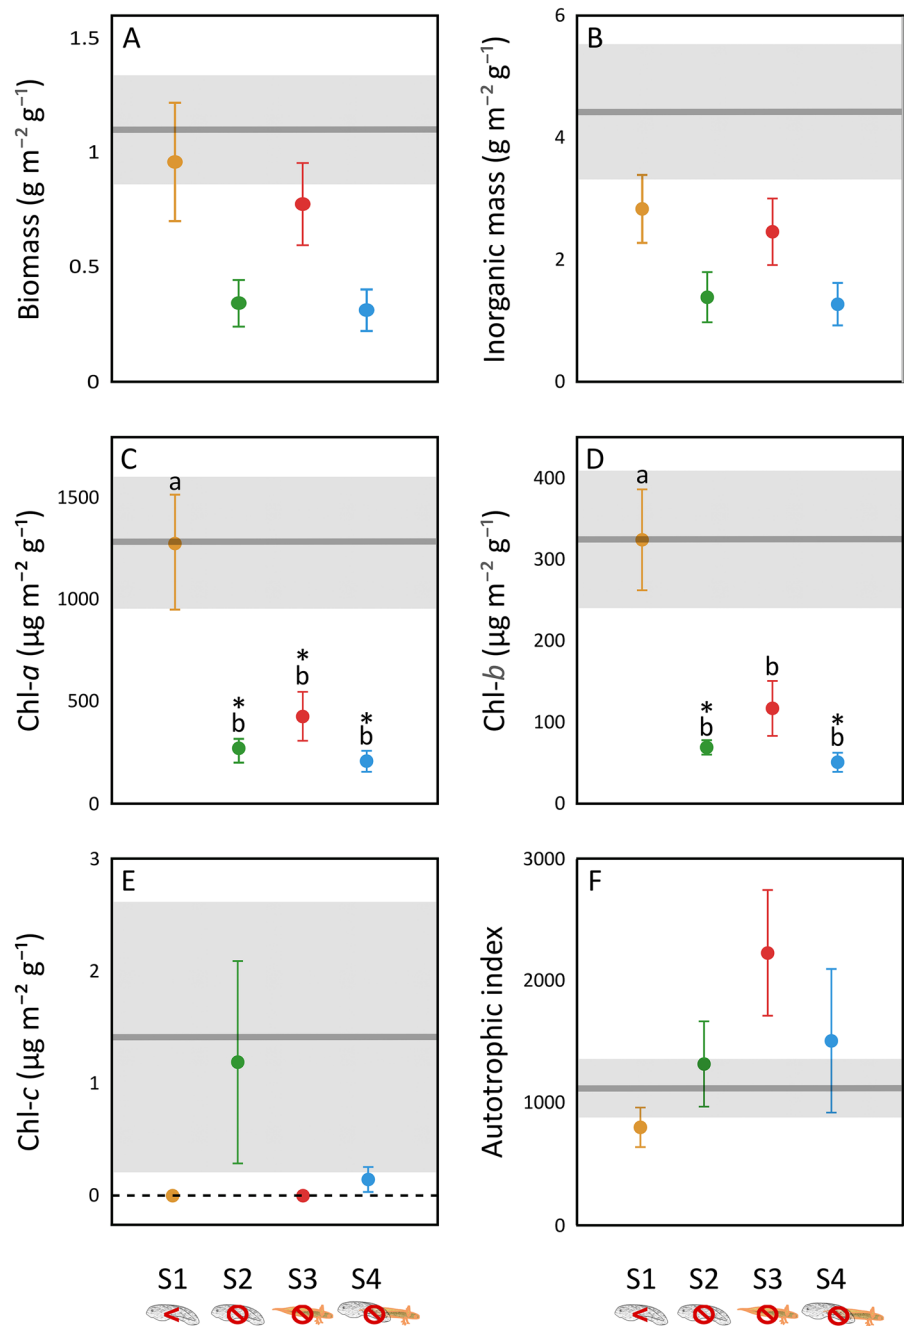 A
Biomass (g m⁻² g⁻¹)
1.5
1
0.5
0
B
Inorganic mass (g m⁻² g⁻¹)
6
4
2
0
C
Chl-a (µg m⁻² g⁻¹)
1500
1000
500
0
a
*
b
*
b
*
b
D
Chl-b (µg m⁻² g⁻¹)
400
300
200
100
0
a
*
b
b
*
b
E
Chl-c (µg m⁻² g⁻¹)
3
2
1
0
F
Autotrophic index
3000
2000
1000
0
S1 S2 S3 S4
<
S1 S2 S3 S4
<